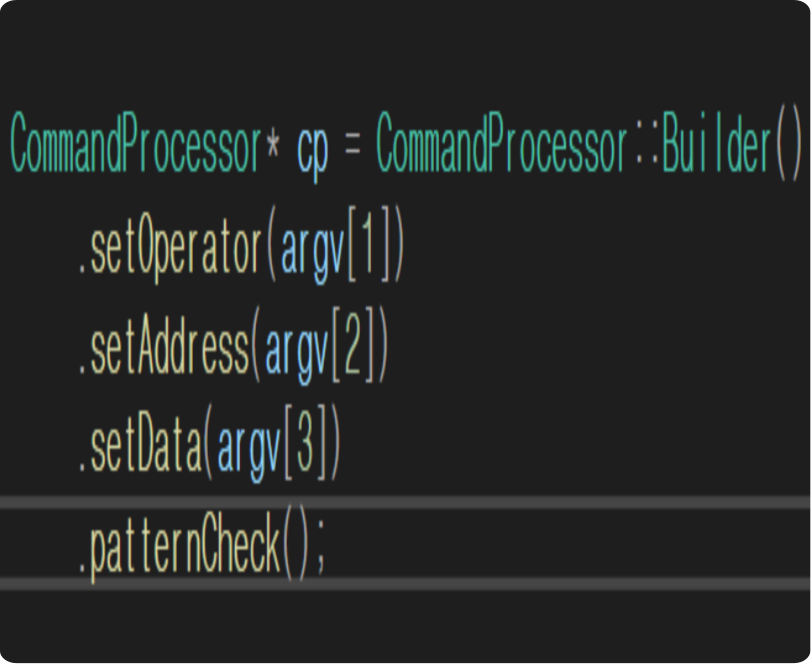 CommandProcessor* cp = CommandProcessor::Builder()
.setOperator(argv[1])
.setAddress(argv[2])
.setData(argv[3])
.patternCheck();